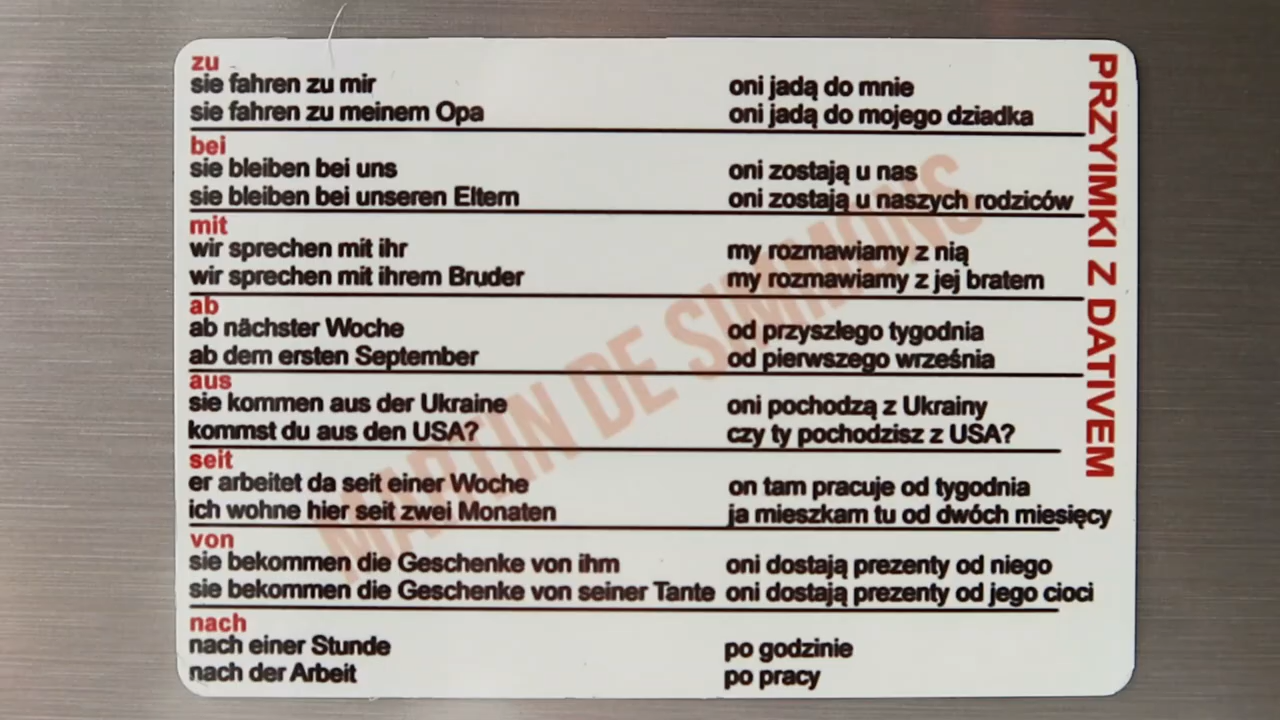 zu
sie fahren zu mir oni jadą do mnie
sie fahren zu meinem Opa oni jadą do mojego dziadka
bei
sie bleiben bei uns oni zostają u nas
sie bleiben bei unseren Eltern oni zostają u naszych rodziców
mit
wir sprechen mit ihr my rozmawiamy z nią
wir sprechen mit ihrem Bruder my rozmawiamy z jej bratem
ab
ab nächster Woche od przyszłego tygodnia
ab dem ersten September od pierwszego września
aus
sie kommen aus der Ukraine oni pochodzą z Ukrainy
kommst du aus den USA? czy ty pochodzisz z USA?
seit
er arbeitet da seit einer Woche on tam pracuje od tygodnia
ich wohne hier seit zwei Monaten ja mieszkam tu od dwóch miesięcy
von
sie bekommen die Geschenke von ihm oni dostają prezenty od niego
sie bekommen die Geschenke von seiner Tante oni dostają prezenty od jego cioci
nach
nach einer Stunde po godzinie
nach der Arbeit po pracy
PRZYIMKI Z DATIVEM
MARTIN DE SIMMONS